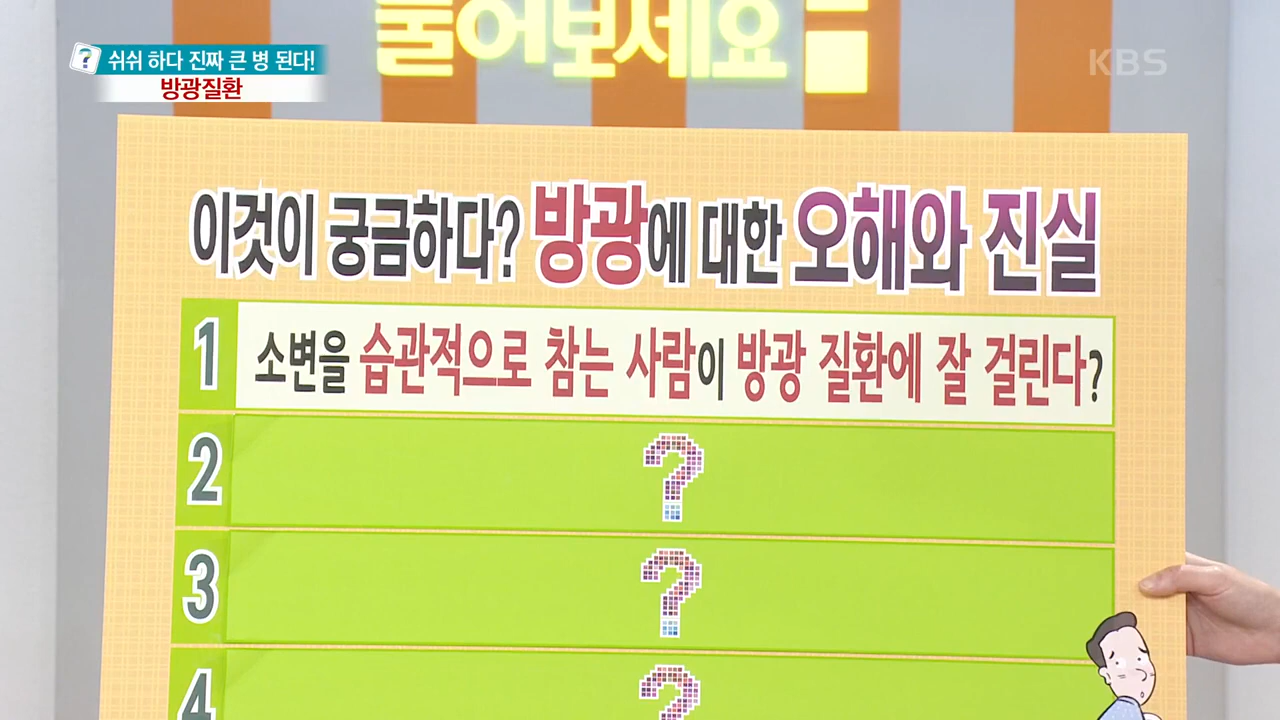 물어보세요
? 쉬쉬 하다 진짜 큰 병 된다!
방광질환
KBS
이것이 궁금하다? 방광에 대한 오해와 진실
1 소변을 습관적으로 참는 사람이 방광 질환에 잘 걸린다?
2 ?
3 ?
4 ?